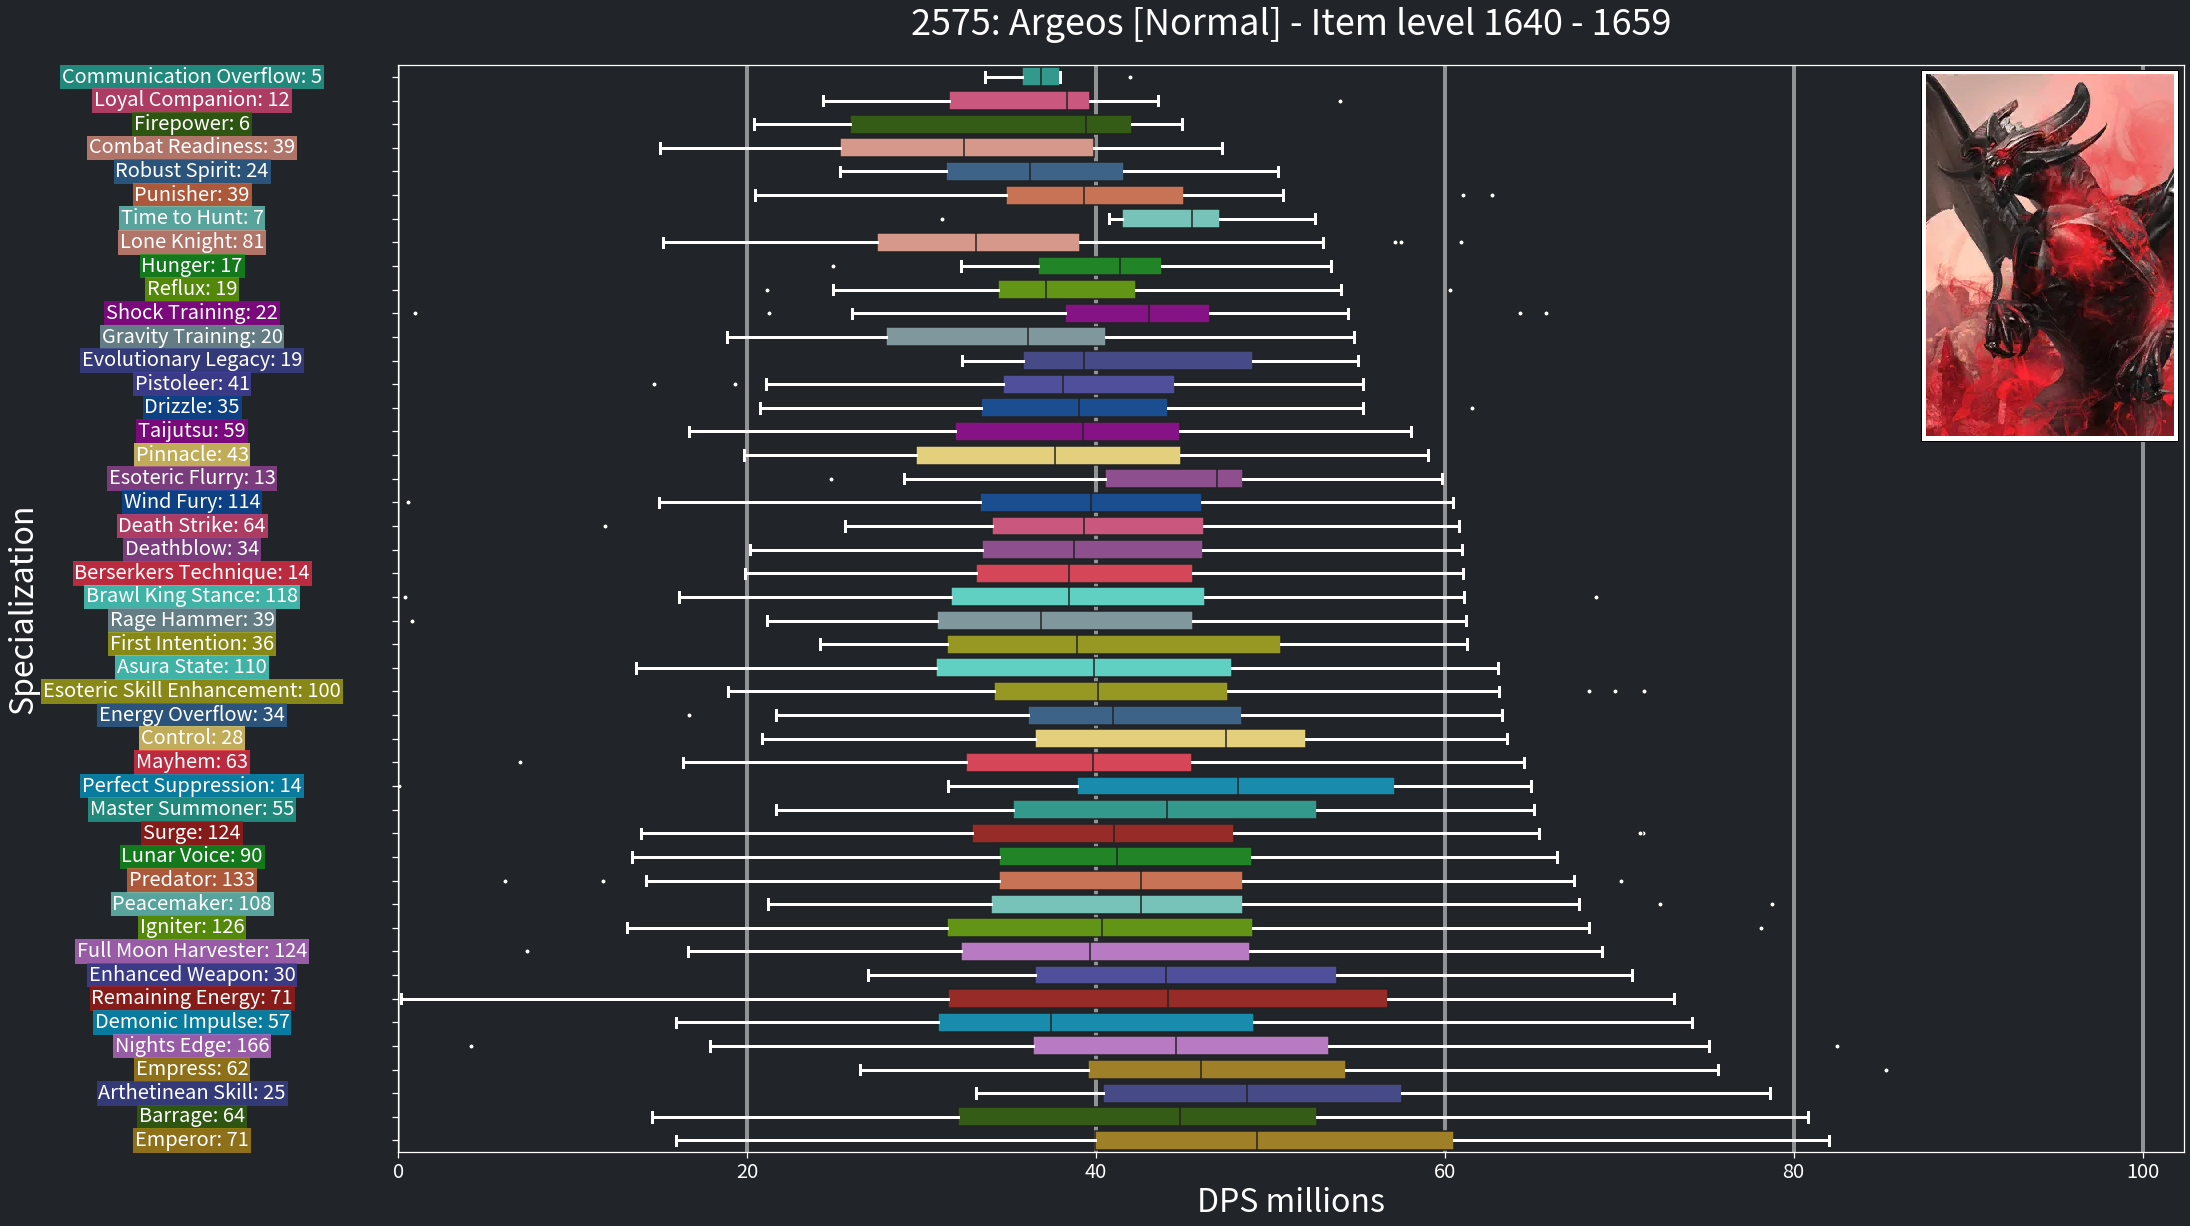 2575: Argeos [Normal] - Item level 1640 - 1659
Specialization
Communication Overflow: 5
Loyal Companion: 12
Firepower: 6
Combat Readiness: 39
Robust Spirit: 24
Punisher: 39
Time to Hunt: 7
Lone Knight: 81
Hunger: 17
Reflux: 19
Shock Training: 22
Gravity Training: 20
Evolutionary Legacy: 19
Pistoleer: 41
Drizzle: 35
Taijutsu: 59
Pinnacle: 43
Esoteric Flurry: 13
Wind Fury: 114
Death Strike: 64
Deathblow: 34
Berserkers Technique: 14
Brawl King Stance: 118
Rage Hammer: 39
First Intention: 36
Asura State: 110
Esoteric Skill Enhancement: 100
Energy Overflow: 34
Control: 28
Mayhem: 63
Perfect Suppression: 14
Master Summoner: 55
Surge: 124
Lunar Voice: 90
Predator: 133
Peacemaker: 108
Igniter: 126
Full Moon Harvester: 124
Enhanced Weapon: 30
Remaining Energy: 71
Demonic Impulse: 57
Nights Edge: 166
Empress: 62
Arthetinean Skill: 25
Barrage: 64
Emperor: 71
0 20 40 60 80 100
DPS millions